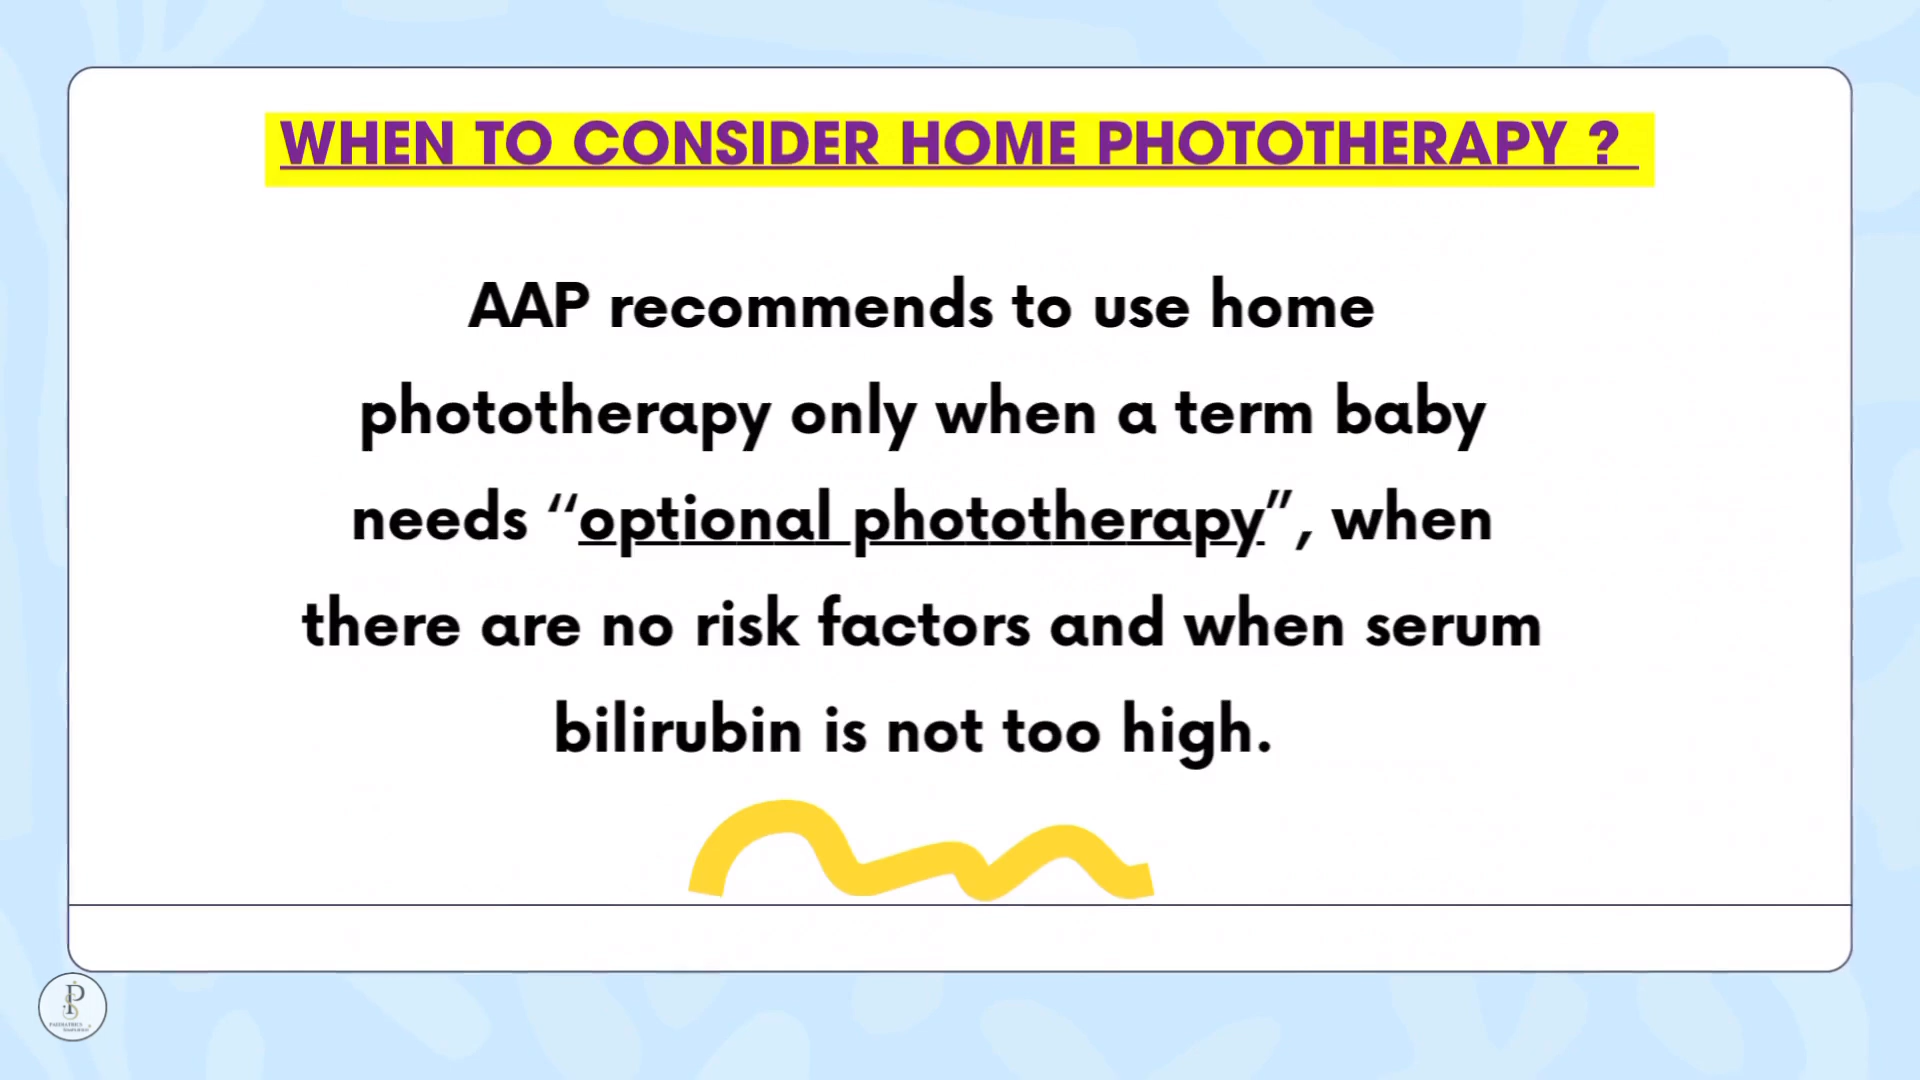 WHEN TO CONSIDER HOME PHOTOTHERAPY ?
AAP recommends to use home
phototherapy only when a term baby
needs “optional phototherapy”, when
there are no risk factors and when serum
bilirubin is not too high.
P
PAEDIATRICS